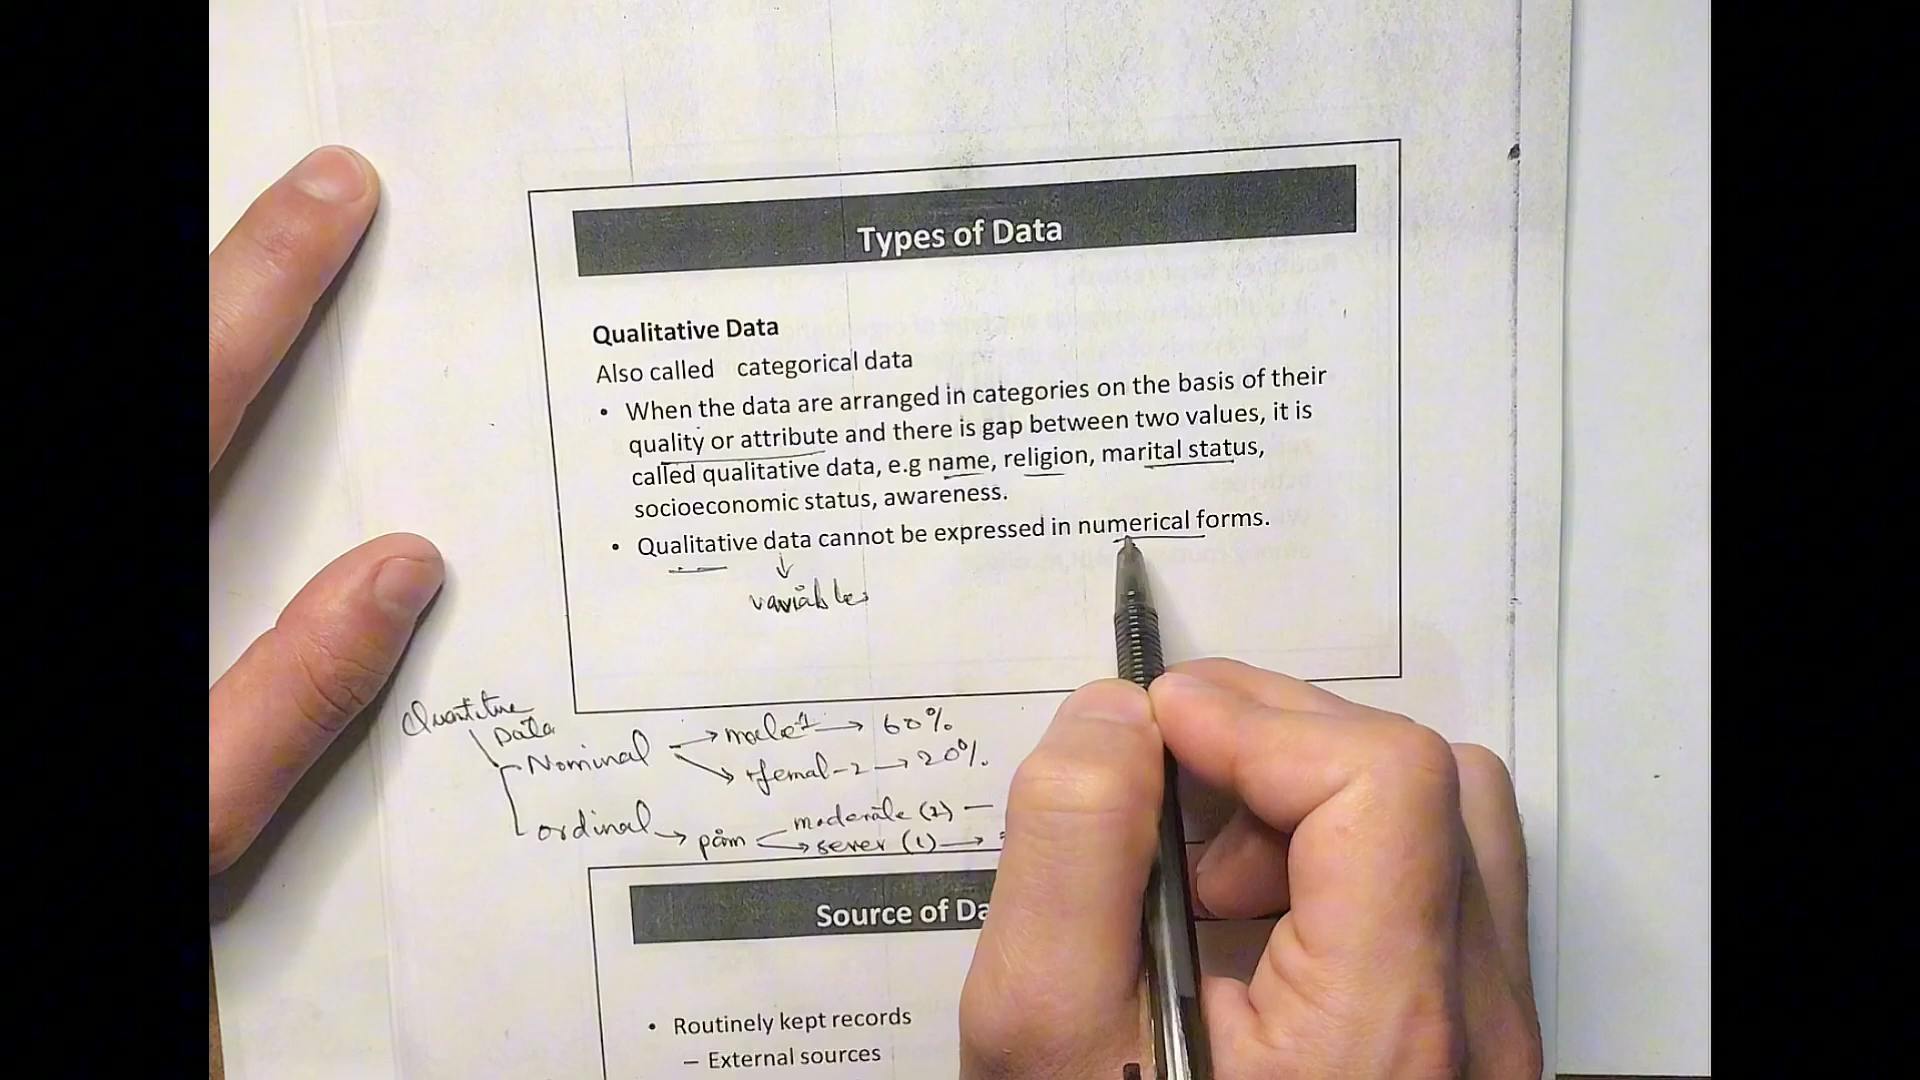 Types of Data
Qualitative Data
Also called categorical data
• When the data are arranged in categories on the basis of their
quality or attribute and there is gap between two values, it is
called qualitative data, e.g name, religion, marital status,
socioeconomic status, awareness.
• Qualitative data cannot be expressed in numerical forms.
↓
variables
Data
Nominal → male-1 → 60%
→ femal-2 → 20%.
ordinal → pain moderate (2) –
→ sever (1) →
Source of Da
• Routinely kept records
– External sources